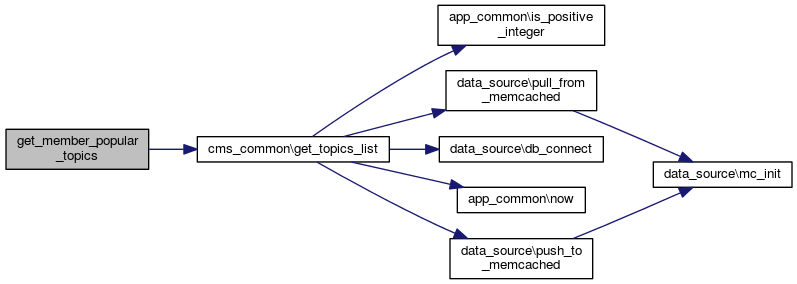 get_member_popular
_topics
cms_common\get_topics_list
app_common\is_positive
_integer
data_source\pull_from
_memcached
data_source\db_connect
app_common\now
data_source\push_to
_memcached
data_source\mc_init